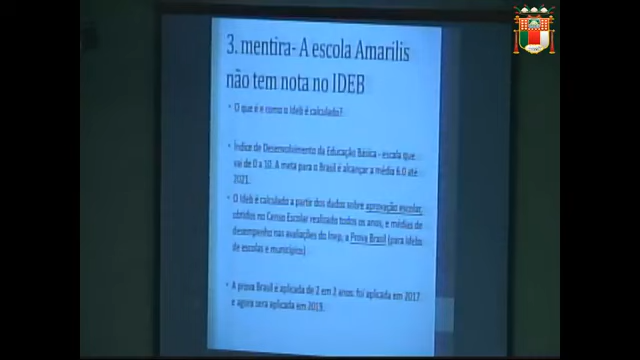 3. mentira- A escola Amarilis
não tem nota no IDEB
• O que é e como o Ideb é calculado?
• Índice de Desenvolvimento da Educação Básica - escala que
vai de 0 a 10. A meta para o Brasil é alcançar a média 6.0 até
2021.
• O Ideb é calculado a partir dos dados sobre aprovação escolar,
obtidos no Censo Escolar realizado todos os anos, e médias de
desempenho nas avaliações do Inep, a Prova Brasil (para Idebs
de escolas e municípios)
• A prova Brasil é aplicada de 2 em 2 anos: foi aplicada em 2017
e agora será aplicada em